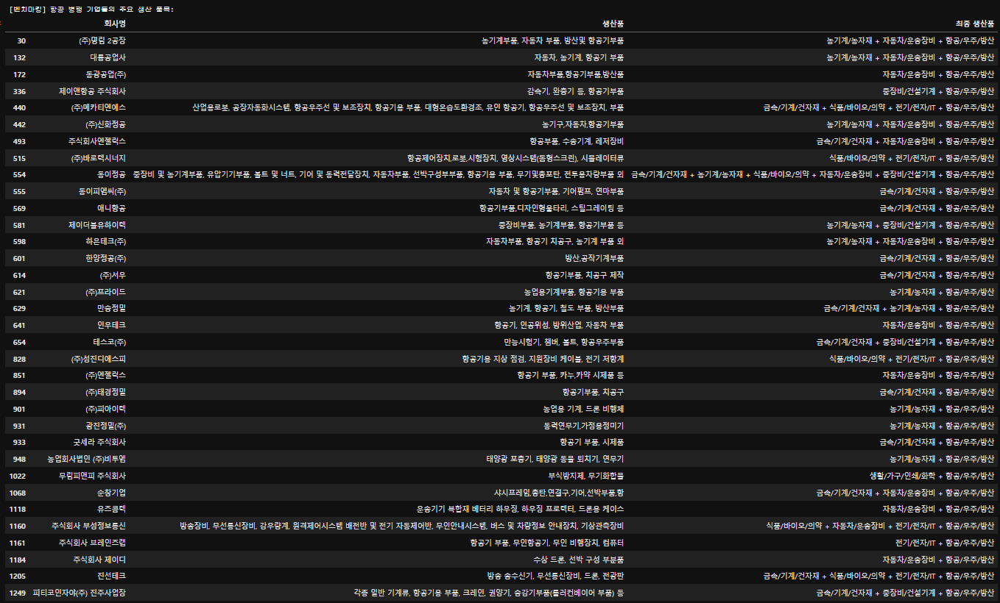 [벤치마킹] 항공 병행 기업들의 주요 생산 품목:
회사명 생산품 최종 생산품
30 (주)명림 2공장 농기계부품, 자동차 부품, 방산및 항공기부품 농기계/농자재 + 자동차/운송장비 + 항공/우주/방산
132 대륭공업사 자동차, 농기계, 항공기 부품 농기계/농자재 + 자동차/운송장비 + 항공/우주/방산
172 동광공업(주) 자동차부품,항공기부품,방산품 자동차/운송장비 + 항공/우주/방산
336 제이앤항공 주식회사 감속기, 완충기 등, 항공기부품 중장비/건설기계 + 항공/우주/방산
440 (주)메카티엔에스 산업용로봇, 공장자동화시스템, 항공우주선 및 보조장치, 항공기용 부품, 대형온습도환경조, 유인 항공기, 항공우주선 및 보조장치, 부품 금속/기계/건자재 + 식품/바이오/의약 + 전기/전자/IT + 항공/우주/방산
442 (주)신화정공 농기구,자동차,항공기부품 농기계/농자재 + 자동차/운송장비 + 항공/우주/방산
493 주식회사엔젤럭스 항공부품, 수송기계, 레저장비 금속/기계/건자재 + 자동차/운송장비 + 항공/우주/방산
515 (주)바로텍시너지 항공제어장치,로봇,시험장치, 영상시스템(돔형스크린), 시뮬레이터류 식품/바이오/의약 + 전기/전자/IT + 항공/우주/방산
554 동이정공 중장비 및 농기계부품, 유압기기부품, 볼트 및 너트, 기어 및 동력전달장치, 자동차부품, 선박구성부부품, 항공기용 부품, 무기및총포탄, 전투용차량부품 외 금속/기계/건자재 + 농기계/농자재 + 식품/바이오/의약 + 자동차/운송장비 + 중장비/건설기계 + 항공/우주/방산
555 동이피엠씨(주) 자동차 및 항공기부품, 기어펌프, 연마부품 금속/기계/건자재 + 항공/우주/방산
569 애니항공 항공기부품,디자인형울타리, 스틸그레이팅 등 금속/기계/건자재 + 항공/우주/방산
581 제이더블유하이텍 중장비부품, 농기계부품, 항공기부품 등 농기계/농자재 + 중장비/건설기계 + 항공/우주/방산
598 하은테크(주) 자동차부품, 항공기 치공구, 농기계 부품 외 농기계/농자재 + 자동차/운송장비 + 항공/우주/방산
601 한양정공(주) 방산,공작기계부품 금속/기계/건자재 + 항공/우주/방산
614 (주)서우 항공기부품, 치공구 제작 금속/기계/건자재 + 항공/우주/방산
621 (주)프라이드 농업용기계부품, 항공기용 부품 농기계/농자재 + 항공/우주/방산
629 만승정밀 농기계, 항공기, 철도 부품, 방산부품 금속/기계/건자재 + 농기계/농자재 + 항공/우주/방산
641 인우테크 항공기, 인공위성, 방위산업, 자동차 부품 자동차/운송장비 + 항공/우주/방산
654 테스코(주) 만능시험기, 챔버, 볼트, 항공우주부품 금속/기계/건자재 + 중장비/건설기계 + 항공/우주/방산
828 (주)성진디에스피 항공기용 지상 점검, 지원장비 케이블, 전기 저항계 식품/바이오/의약 + 전기/전자/IT + 항공/우주/방산
851 (주)엔젤럭스 항공기 부품, 카누,카약 시제품 등 자동차/운송장비 + 항공/우주/방산
894 (주)태경정밀 항공기부품, 치공구 금속/기계/건자재 + 항공/우주/방산
901 (주)피아이텍 농업용 기계, 드론 비행체 농기계/농자재 + 항공/우주/방산
931 광진정밀(주) 동력연무기,가정용정미기 농기계/농자재 + 항공/우주/방산
933 굿세라 주식회사 항공기 부품, 시제품 금속/기계/건자재 + 항공/우주/방산
948 농업회사법인 (주)비투엠 태양광 포충기, 태양광 동물 퇴치기, 연무기 농기계/농자재 + 항공/우주/방산
1022 무림피앤피 주식회사 부식방지제, 무기화합물 생활/가구/인쇄/화학 + 항공/우주/방산
1068 순창기업 샤시프레임,총탄,연결구,기어,선박부품,항 금속/기계/건자재 + 자동차/운송장비 + 항공/우주/방산
1118 유즈콤텍 운송기기 복합재 베터리 하우징, 하우징 프로텍터, 드론용 케이스 자동차/운송장비 + 항공/우주/방산
1160 주식회사 부성정보통신 방송장비, 무선통신장비, 강우량계, 원격제어시스템 배전반 및 전기 자동제어반, 무인안내시스템, 버스 및 차량정보 안내장치, 기상관측장비 식품/바이오/의약 + 자동차/운송장비 + 전기/전자/IT + 항공/우주/방산
1161 주식회사 브레인즈랩 항공기 부품, 무인항공기, 무인 비행장치, 컴퓨터 전기/전자/IT + 항공/우주/방산
1184 주식회사 제이디 수상 드론, 선박 구성 부분품 자동차/운송장비 + 항공/우주/방산
1205 진선테크 방송 송수신기, 무선통신장비, 드론, 전광판 금속/기계/건자재 + 식품/바이오/의약 + 전기/전자/IT + 항공/우주/방산
1249 피티코인자야(주) 진주사업장 각종 일반 기계류, 항공기용 부품, 크레인, 권양기, 승강기부품(롤러컨베이어 부품) 등 금속/기계/건자재 + 중장비/건설기계 + 항공/우주/방산